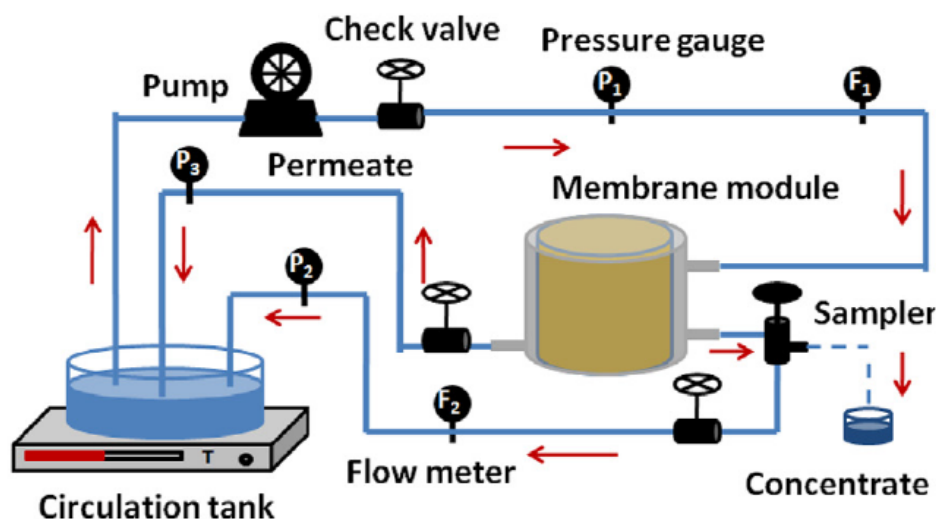 Check valve
Pressure gauge
Pump
P1
F1
P3
Permeate
Membrane module
P2
Sampler
F2
T
Flow meter
Concentrate
Circulation tank